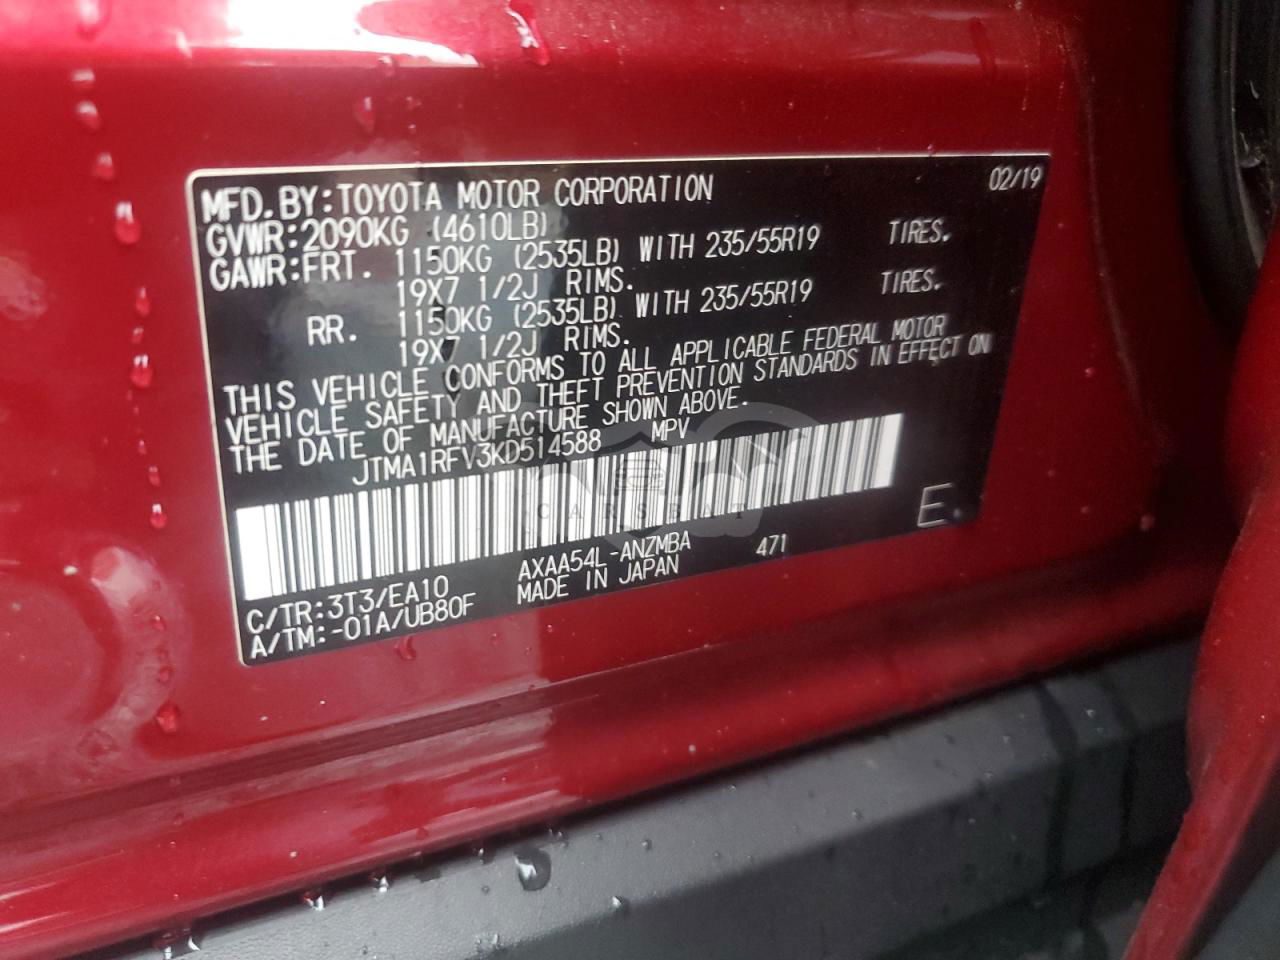 MFD. BY: TOYOTA MOTOR CORPORATION 02/19
GVWR: 2090KG (4610LB)
GAWR: FRT. 1150KG (2535LB) WITH 235/55R19 TIRES.
19X7 1/2J RIMS.
RR. 1150KG (2535LB) WITH 235/55R19 TIRES.
19X7 1/2J RIMS.
THIS VEHICLE CONFORMS TO ALL APPLICABLE FEDERAL MOTOR
VEHICLE SAFETY AND THEFT PREVENTION STANDARDS IN EFFECT ON
THE DATE OF MANUFACTURE SHOWN ABOVE.
JTMA1RFV3KD514588 MPV
CARSBAT
E.
C/TR: 3T3/EA10 AXAA54L-ANZMBA 471
A/TM: -01A/UB80F MADE IN JAPAN